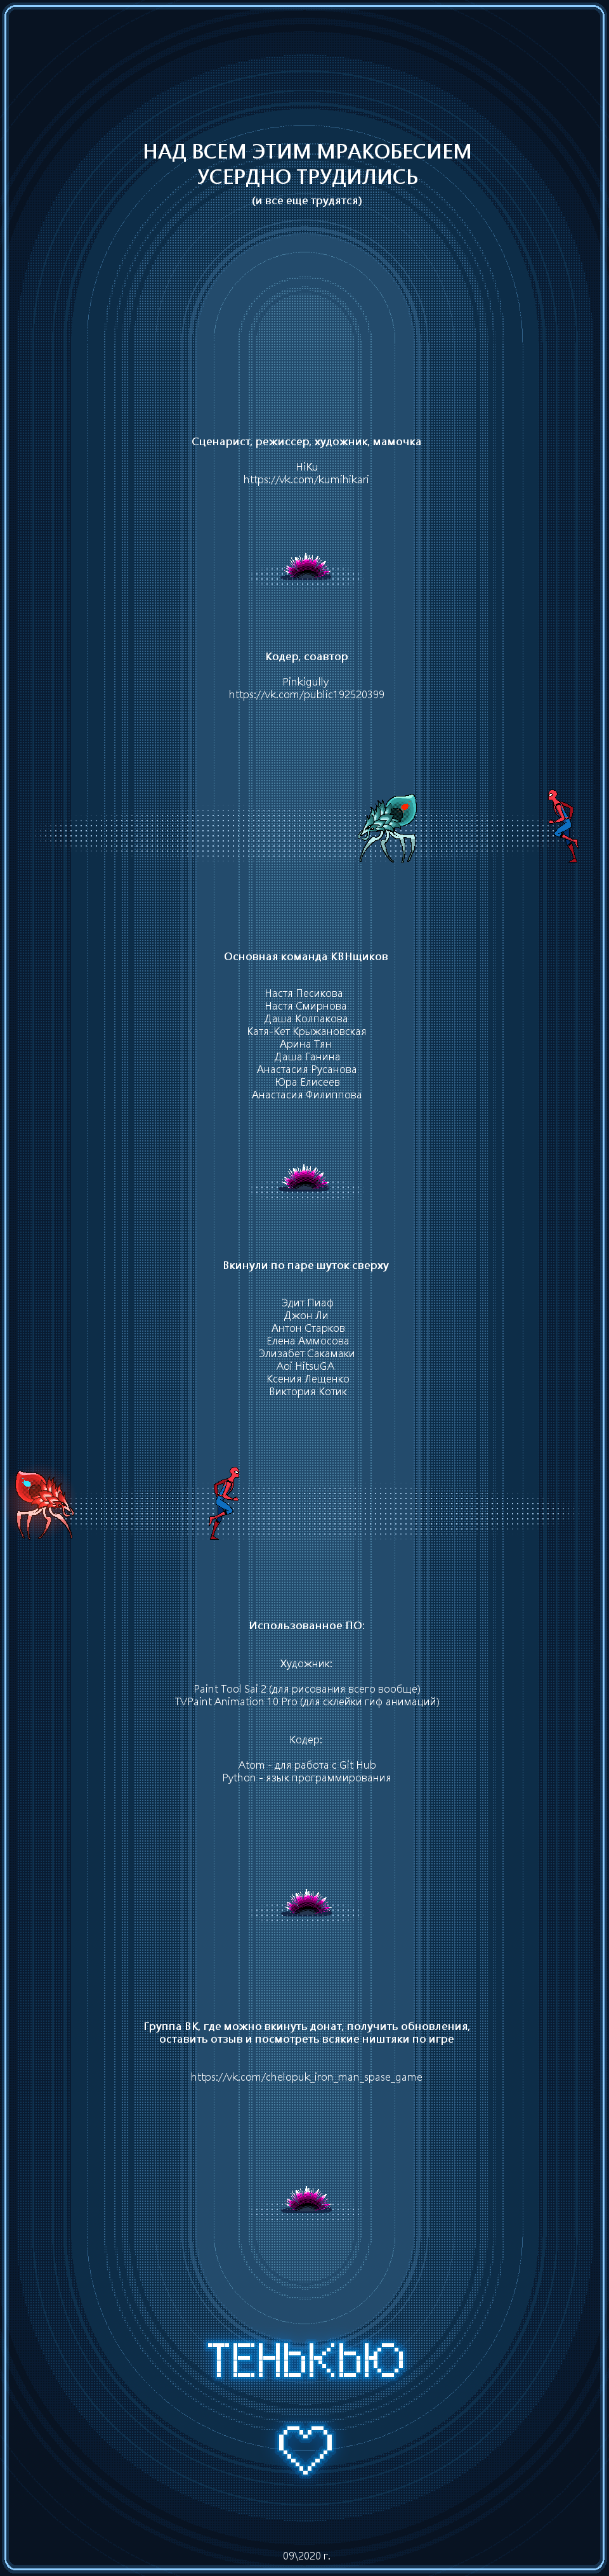 НАД ВСЕМ ЭТИМ МРАКОБЕСИЕМ
УСЕРДНО ТРУДИЛИСЬ
(и все еще трудятся)
Сценарист, режиссер, художник, мамочка
HiKu
https://vk.com/kumihikari
Кодер, соавтор
Pinkigully
https://vk.com/public192520399
Основная команда КВНщиков
Настя Песикова
Настя Смирнова
Даша Колпакова
Катя-Кет Крыжановская
Арина Тян
Даша Ганина
Анастасия Русанова
Юра Елисеев
Анастасия Филиппова
Вкинули по паре шуток сверху
Эдит Пиаф
Джон Ли
Антон Старков
Елена Аммосова
Элизабет Сакамаки
Aoi HitsuGA
Ксения Лещенко
Виктория Котик
Использованное ПО:
Художник:
Paint Tool Sai 2 (для рисования всего вообще)
TVPaint Animation 10 Pro (для склейки гиф анимаций)
Кодер:
Atom - для работа с Git Hub
Python - язык программирования
Группа ВК, где можно вкинуть донат, получить обновления,
оставить отзыв и посмотреть всякие ништяки по игре
https://vk.com/chelopuk_iron_man_spase_game
ТЕНЬКЬЮ
09\2020 г.